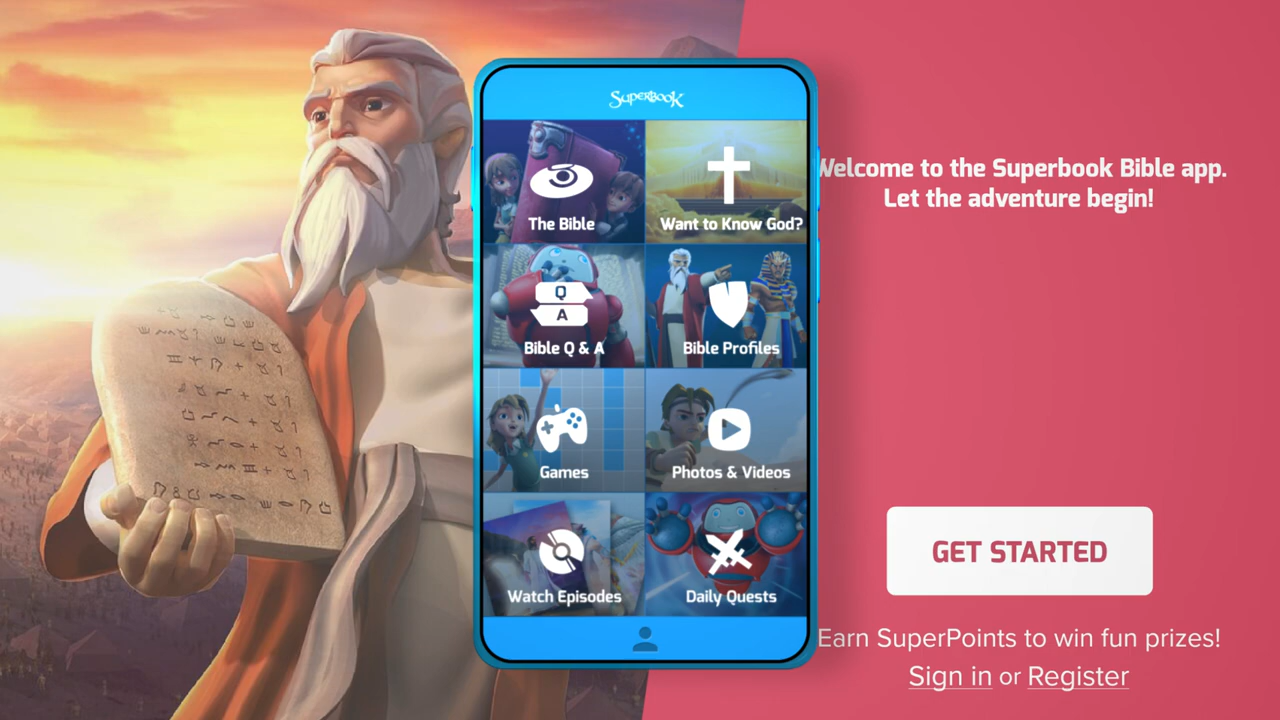 SUPERBOOK
The Bible
Want to Know God?
Q
A
Bible Q & A
Bible Profiles
Games
Photos & Videos
Watch Episodes
Daily Quests
Welcome to the Superbook Bible app.
Let the adventure begin!
GET STARTED
Earn SuperPoints to win fun prizes!
Sign in or Register